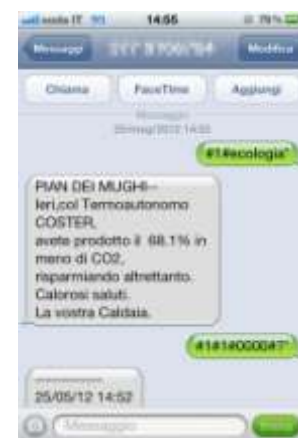 14:55
Messaggi
Modifica
Chiama FaceTime Aggiungi
Messaggio
#1#ecologia*
PIAN DEI MUGHI--
Ieri,col Termoautonomo
COSTER,
avete prodotto il 68.1% in
meno di CO2,
risparmiando altrettanto.
Calorosi saluti.
La vostra Caldaia.
25/05/12 14:52
Messaggio